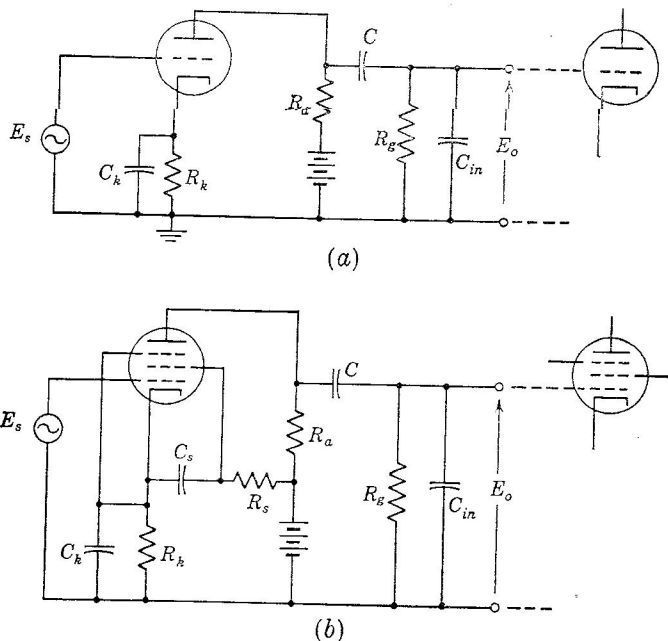 C
R_a
E_s
R_g
C_in
E_o
C_k
R_k
(a)
C
E_s
R_a
C_s
R_s
R_g
C_in
E_o
C_k
R_k
(b)